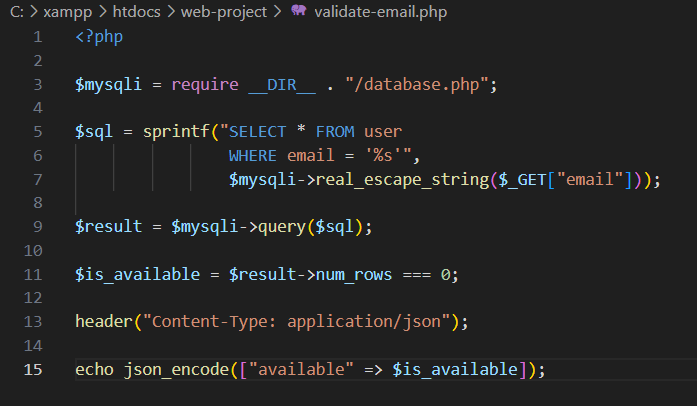 C: > xampp > htdocs > web-project > validate-email.php
1 <?php
2
3 $mysqli = require __DIR__ . "/database.php";
4
5 $sql = sprintf("SELECT * FROM user
6                 WHERE email = '%s'",
7                 $mysqli->real_escape_string($_GET["email"]));
8
9 $result = $mysqli->query($sql);
10
11 $is_available = $result->num_rows === 0;
12
13 header("Content-Type: application/json");
14
15 echo json_encode(["available" => $is_available]);